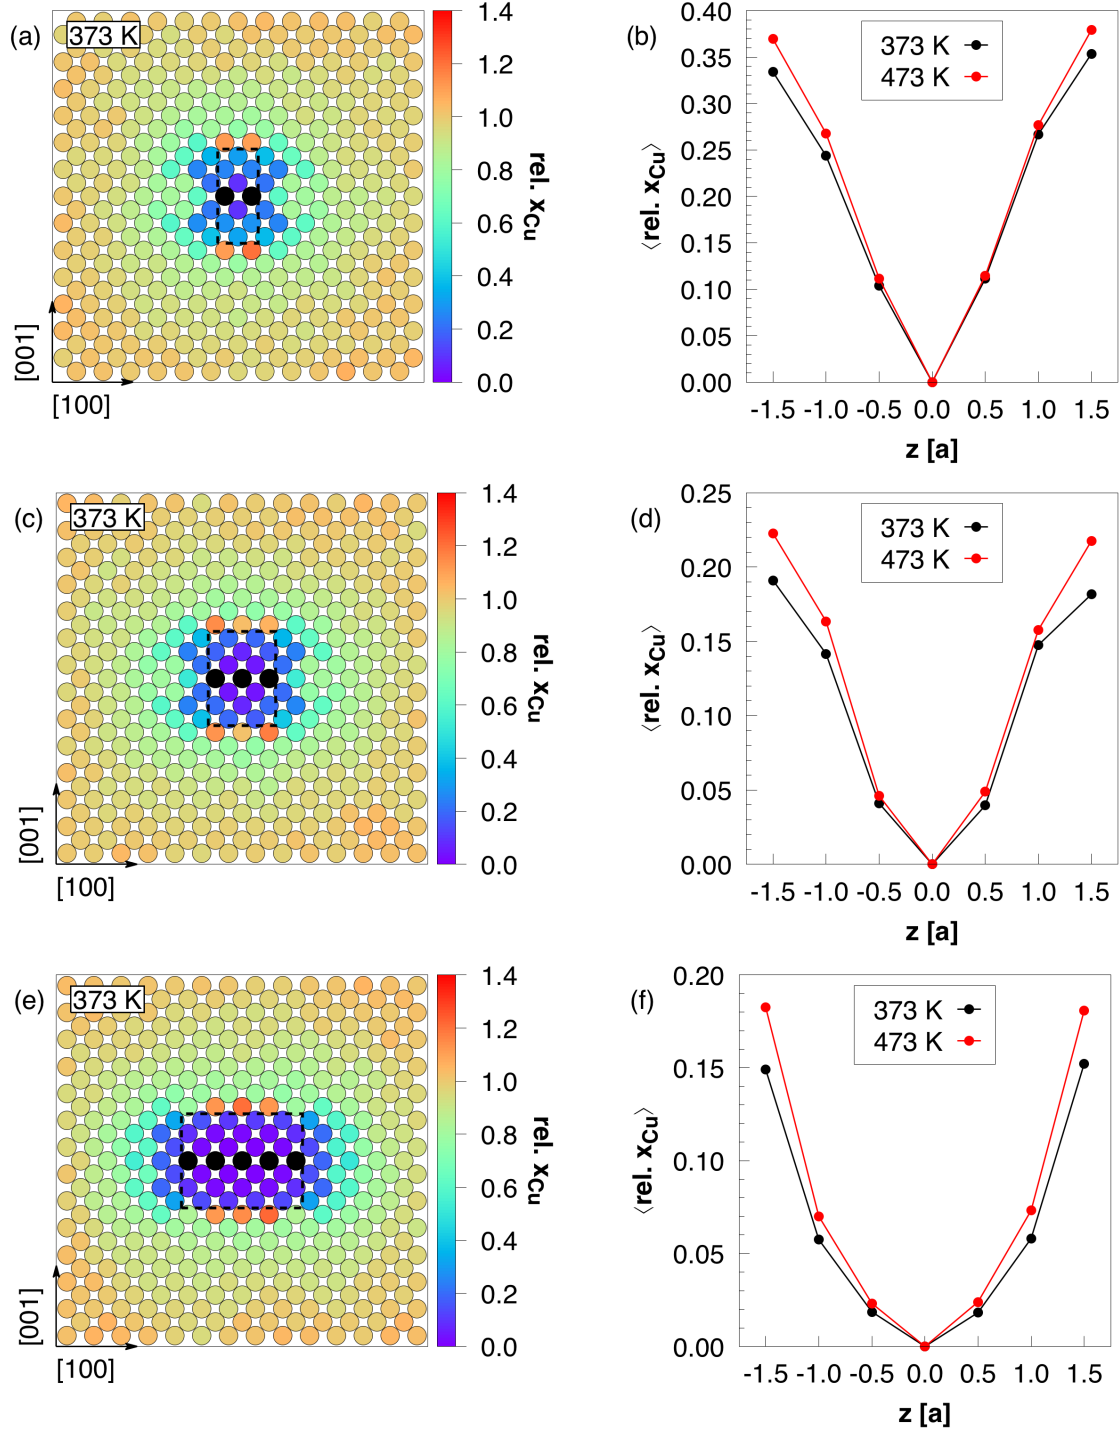 (a)
373 K
1.4
1.2
1.0
0.8
0.6
0.4
0.2
0.0
rel. xCu
[001]
[100]
(b)
0.40
0.35
0.30
0.25
0.20
0.15
0.10
0.05
0.00
⟨rel. xCu⟩
373 K
473 K
-1.5 -1.0 -0.5 0.0 0.5 1.0 1.5
z [a]
(c)
373 K
1.4
1.2
1.0
0.8
0.6
0.4
0.2
0.0
rel. xCu
[001]
[100]
(d)
0.25
0.20
0.15
0.10
0.05
0.00
⟨rel. xCu⟩
373 K
473 K
-1.5 -1.0 -0.5 0.0 0.5 1.0 1.5
z [a]
(e)
373 K
1.4
1.2
1.0
0.8
0.6
0.4
0.2
0.0
rel. xCu
[001]
[100]
(f)
0.20
0.15
0.10
0.05
0.00
⟨rel. xCu⟩
373 K
473 K
-1.5 -1.0 -0.5 0.0 0.5 1.0 1.5
z [a]